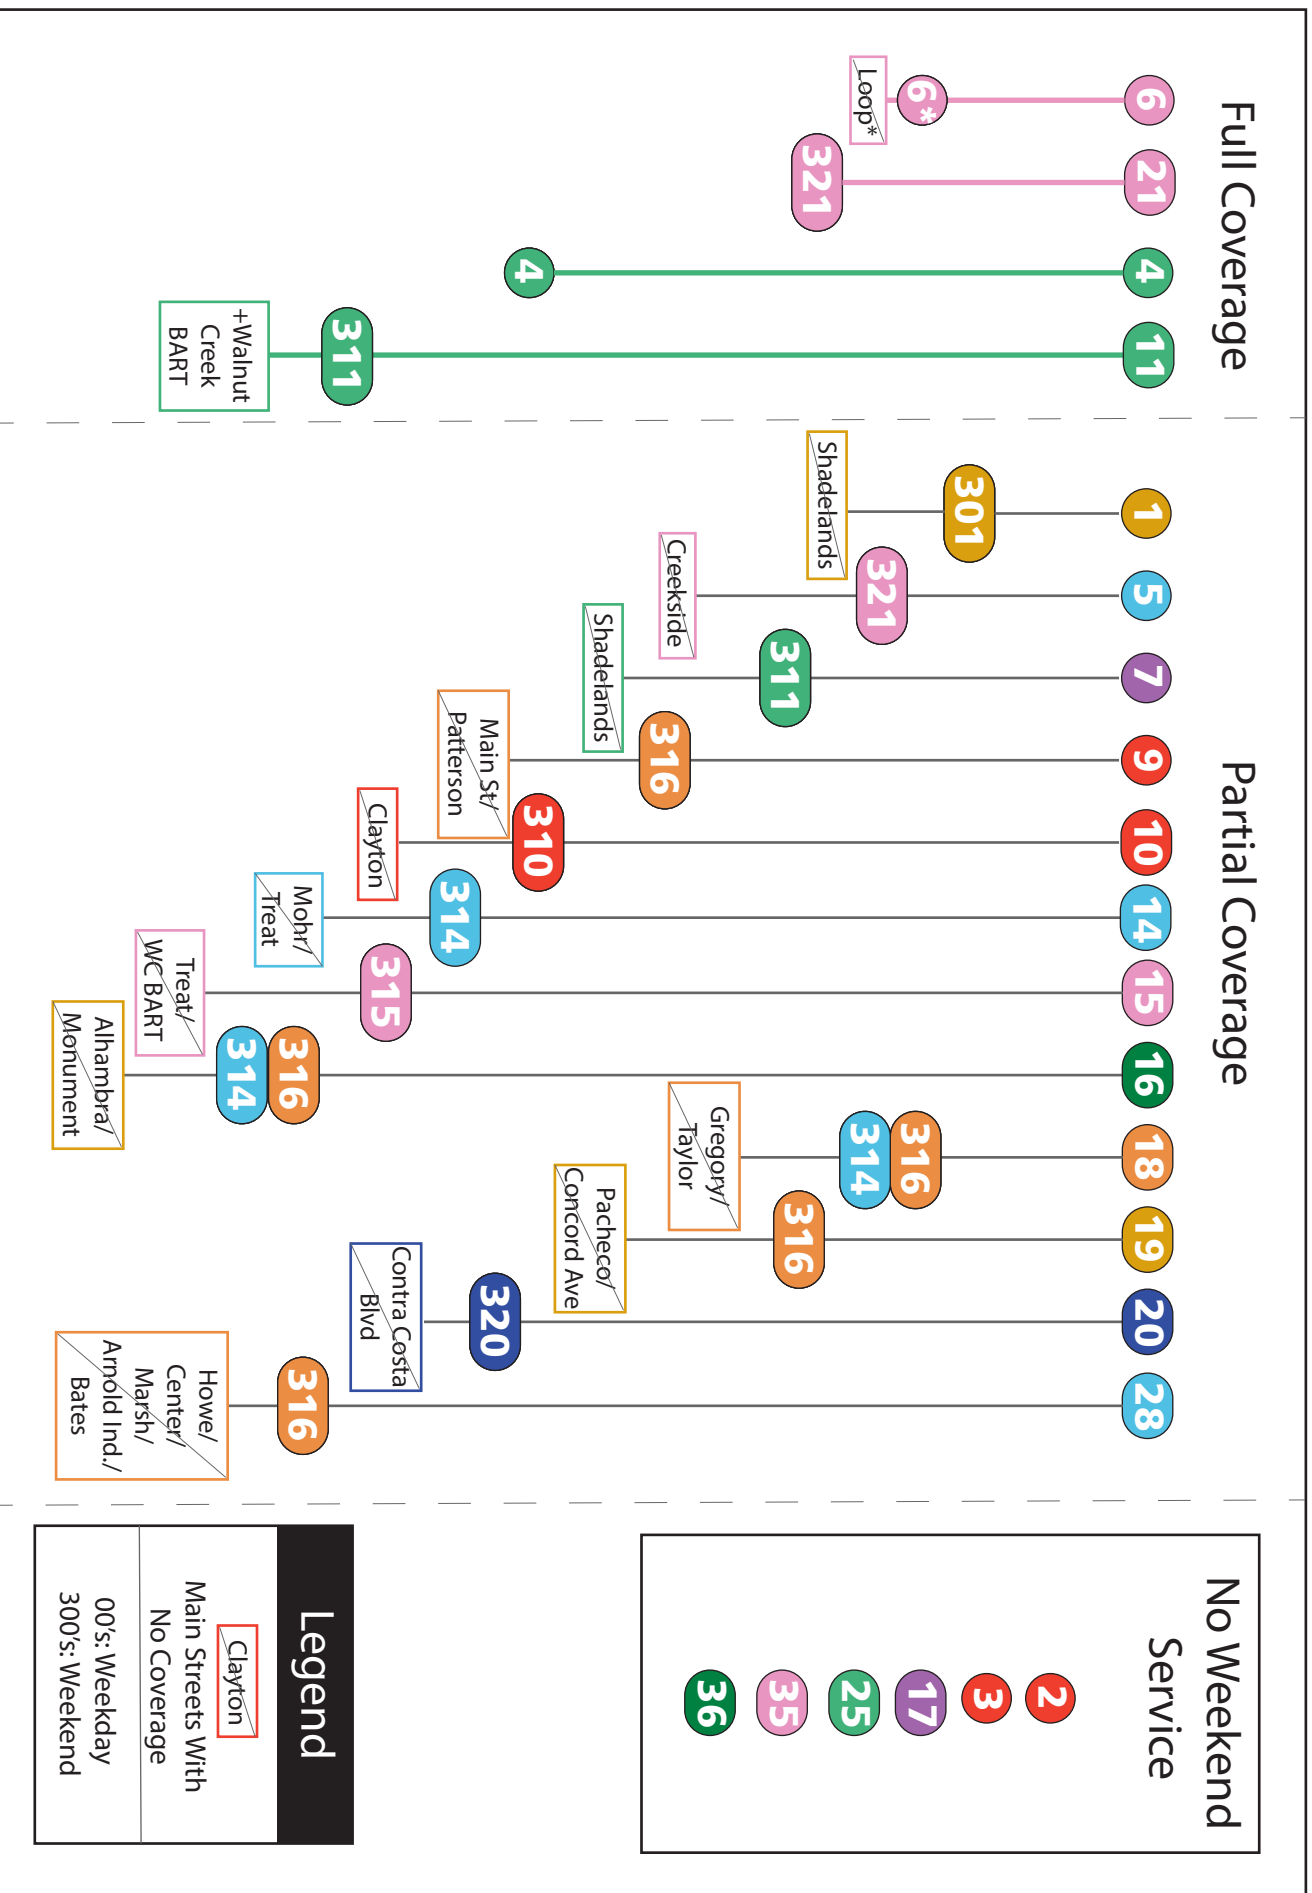 Full Coverage
6
21
4
11
6*
Loop*
321
4
311
+Walnut
Creek
BART
Partial Coverage
1
5
7
9
10
14
15
16
18
19
20
28
301
Shadelands
321
Creekside
311
Shadelands
316
Main St/
Patterson
310
Clayton
314
Mohr/
Treat
315
Treat/
WC BART
316
314
Alhambra/
Monument
316
314
Gregory/
Taylor
316
Pacheco/
Concord Ave
320
Contra Costa
Blvd
316
Howe/
Center/
Marsh/
Arnold Ind./
Bates
No Weekend
Service
2
3
17
25
35
36
Legend
Clayton
Main Streets With
No Coverage
00's: Weekday
300's: Weekend